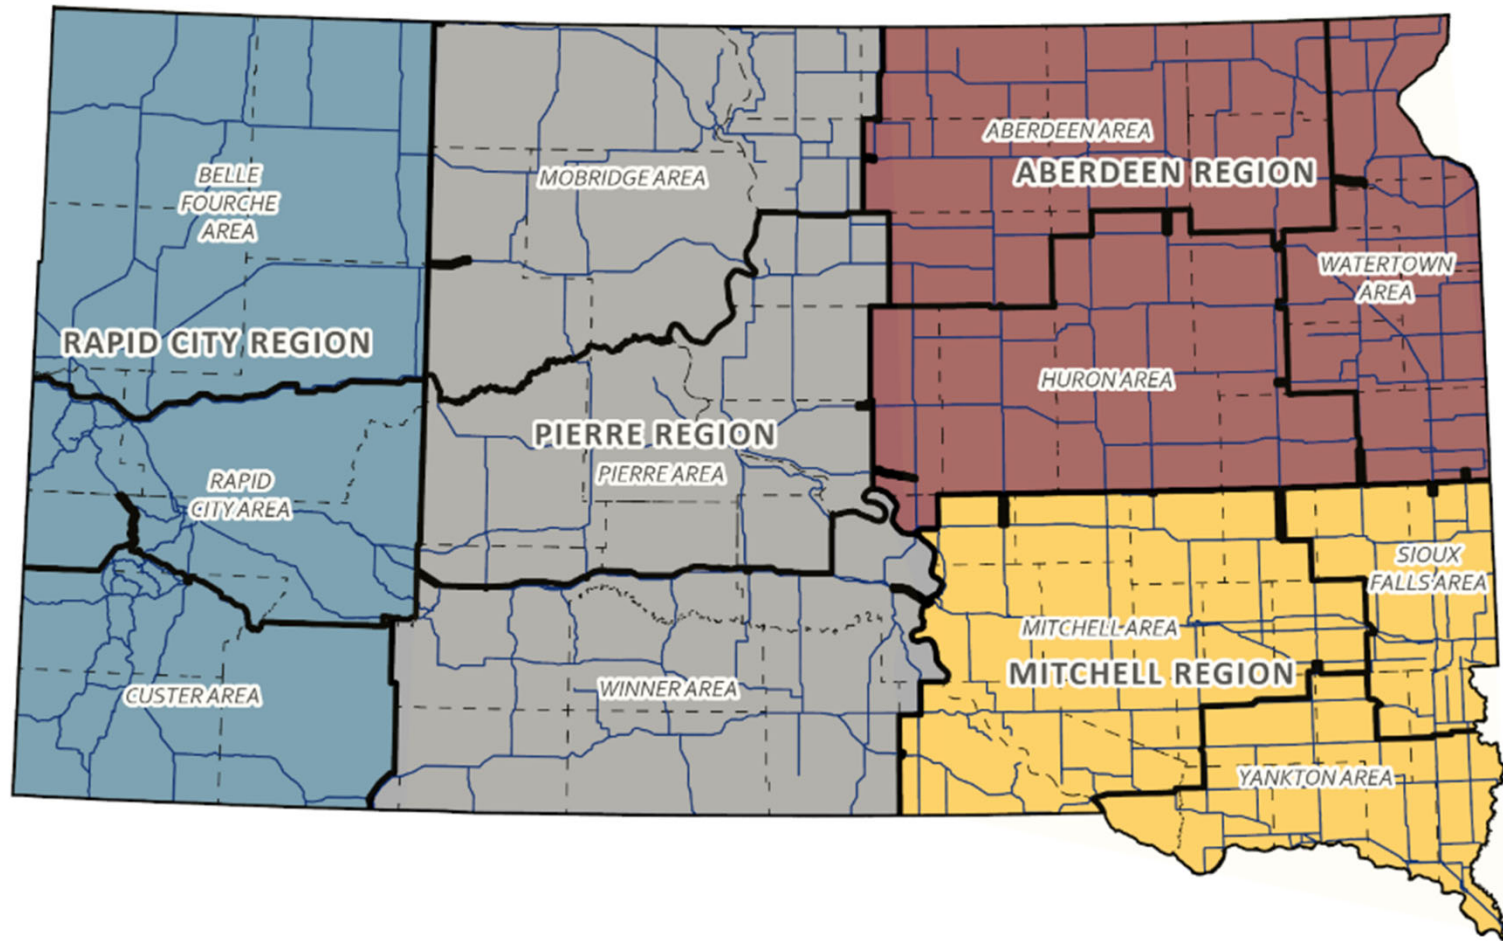 BELLE
FOURCHE
AREA
RAPID CITY REGION
RAPID
CITY AREA
CUSTER AREA
MOBRIDGE AREA
PIERRE REGION
PIERRE AREA
WINNER AREA
ABERDEEN AREA
ABERDEEN REGION
WATERTOWN
AREA
HURON AREA
SIOUX
FALLS AREA
MITCHELL AREA
MITCHELL REGION
YANKTON AREA